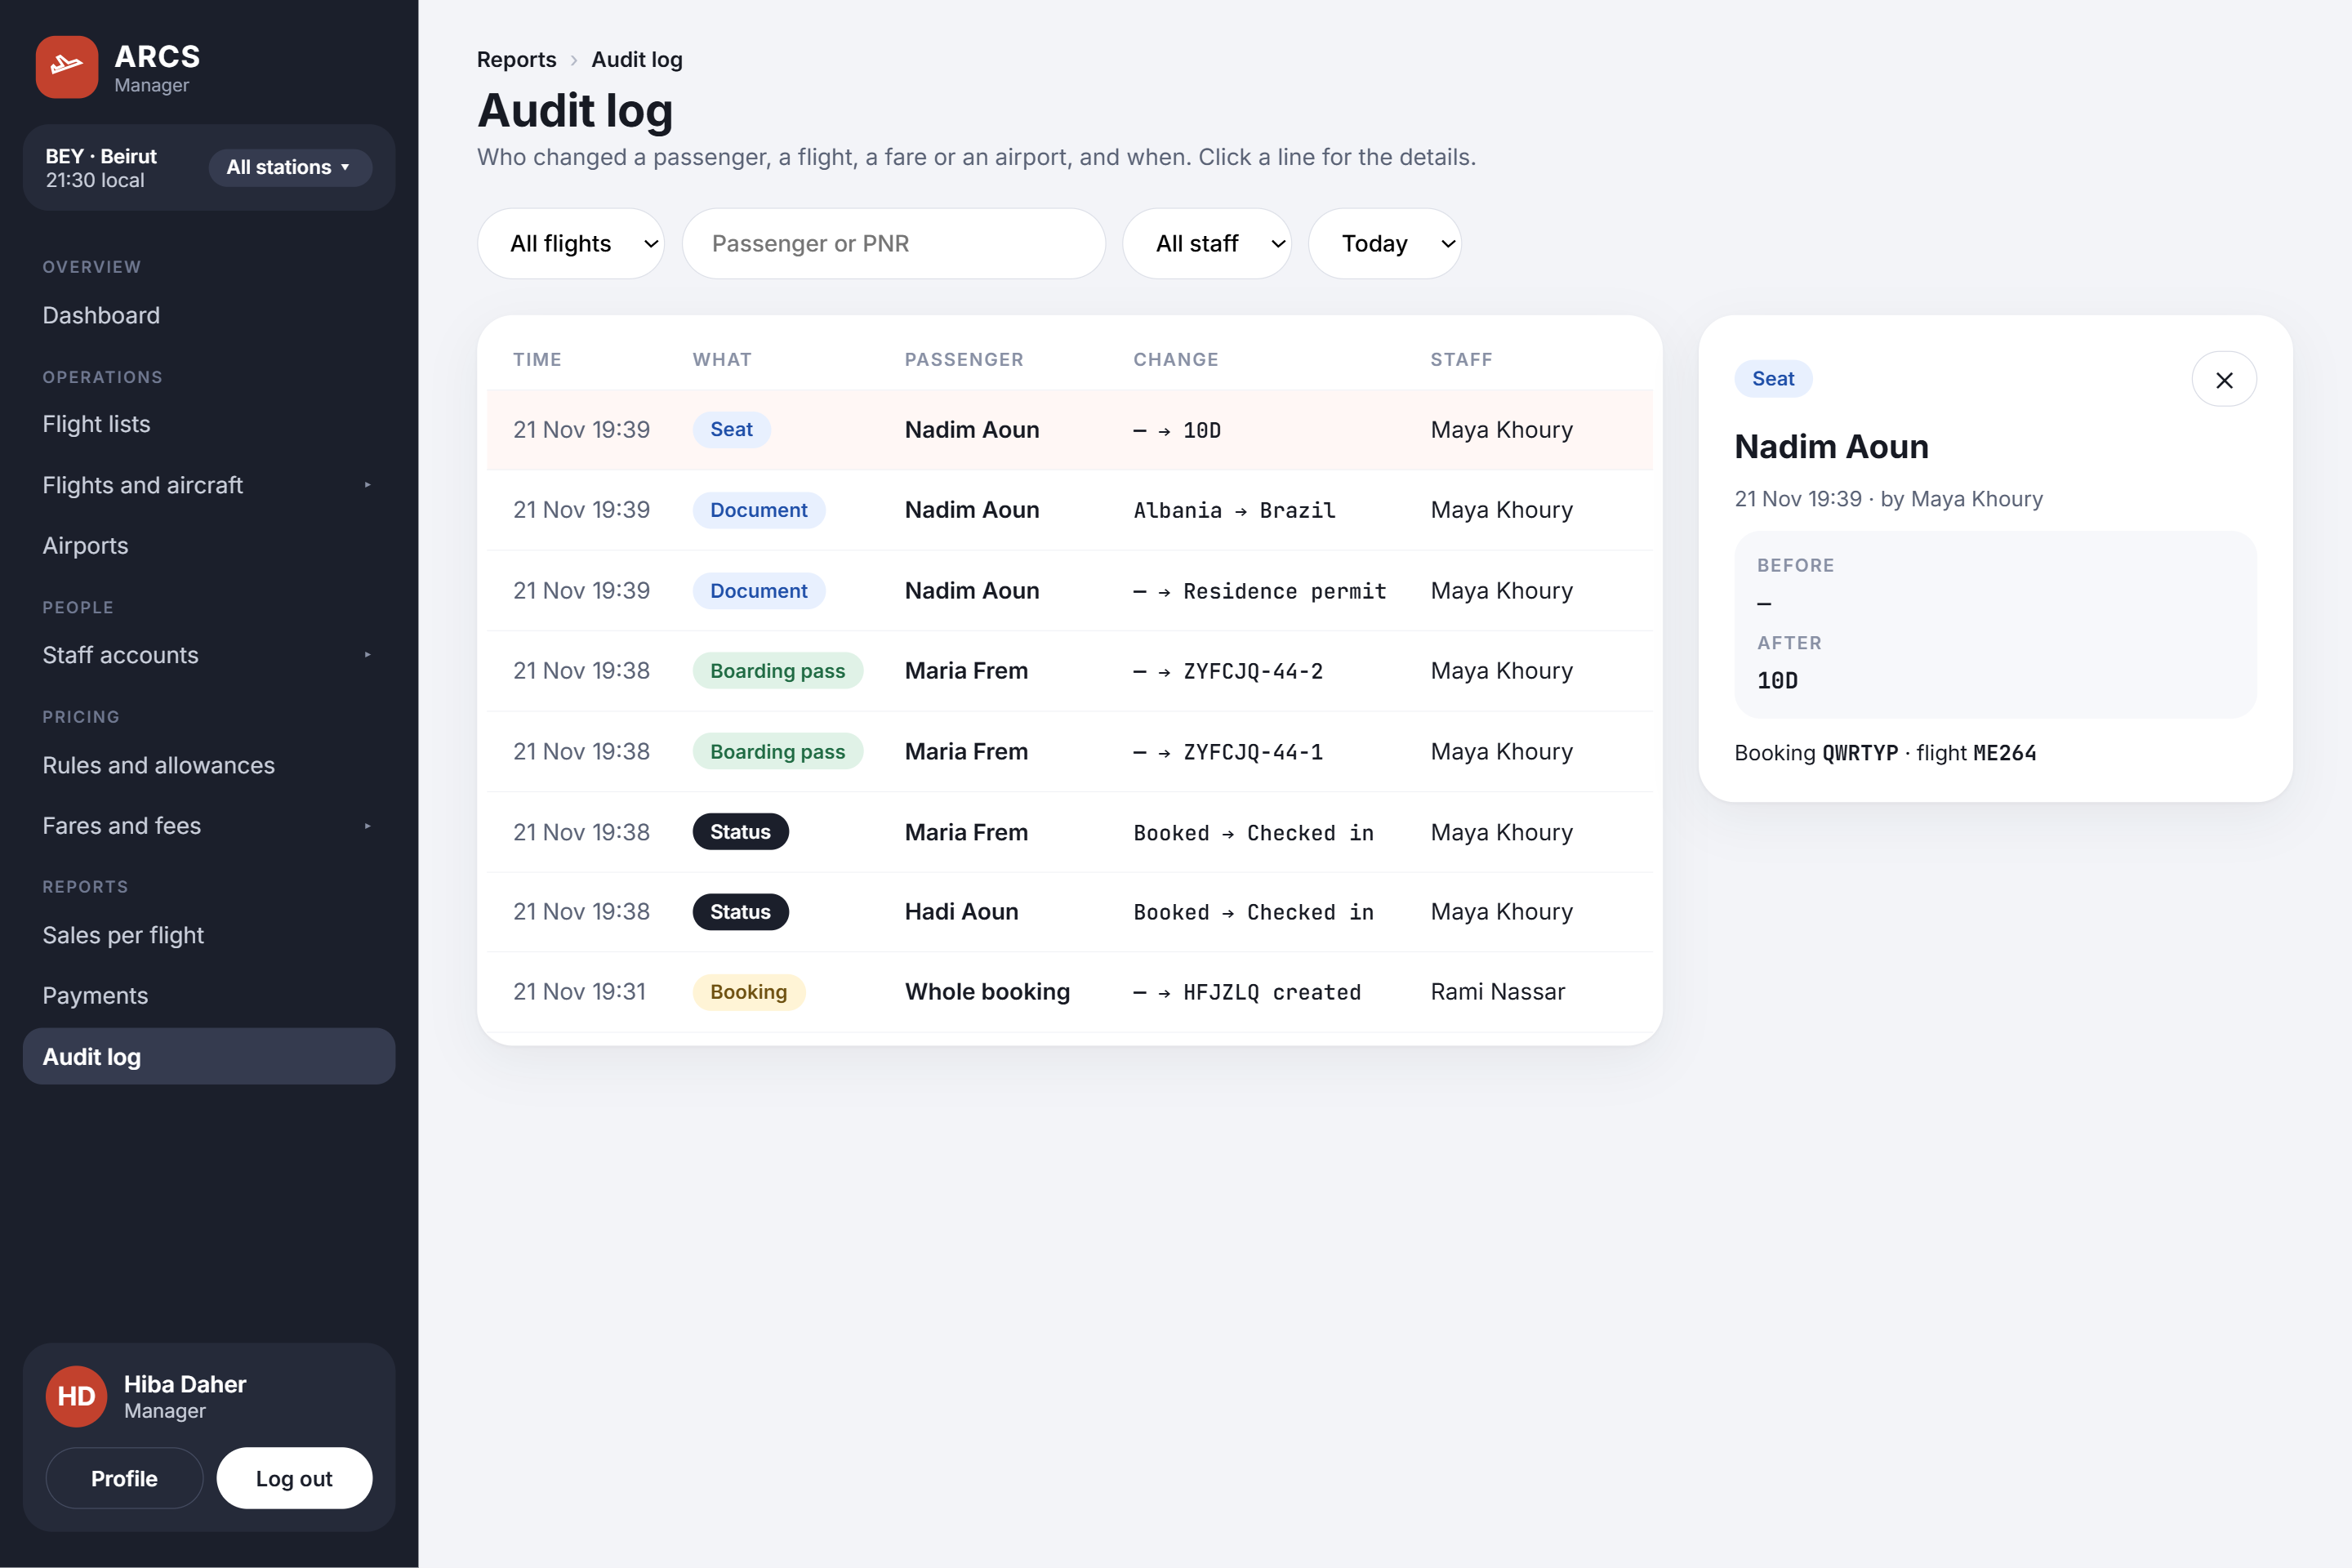 ARCS
Manager
BEY · Beirut
21:30 local
All stations
OVERVIEW
Dashboard
OPERATIONS
Flight lists
Flights and aircraft
Airports
PEOPLE
Staff accounts
PRICING
Rules and allowances
Fares and fees
REPORTS
Sales per flight
Payments
Audit log
HD
Hiba Daher
Manager
Profile
Log out
Reports › Audit log
Audit log
Who changed a passenger, a flight, a fare or an airport, and when. Click a line for the details.
All flights
Passenger or PNR
All staff
Today
TIME WHAT PASSENGER CHANGE STAFF
21 Nov 19:39 Seat Nadim Aoun — → 10D Maya Khoury
21 Nov 19:39 Document Nadim Aoun Albania → Brazil Maya Khoury
21 Nov 19:39 Document Nadim Aoun — → Residence permit Maya Khoury
21 Nov 19:38 Boarding pass Maria Frem — → ZYFCJQ-44-2 Maya Khoury
21 Nov 19:38 Boarding pass Maria Frem — → ZYFCJQ-44-1 Maya Khoury
21 Nov 19:38 Status Maria Frem Booked → Checked in Maya Khoury
21 Nov 19:38 Status Hadi Aoun Booked → Checked in Maya Khoury
21 Nov 19:31 Booking Whole booking — → HFJZLQ created Rami Nassar
Seat
Nadim Aoun
21 Nov 19:39 · by Maya Khoury
BEFORE
—
AFTER
10D
Booking QWRTYP · flight ME264